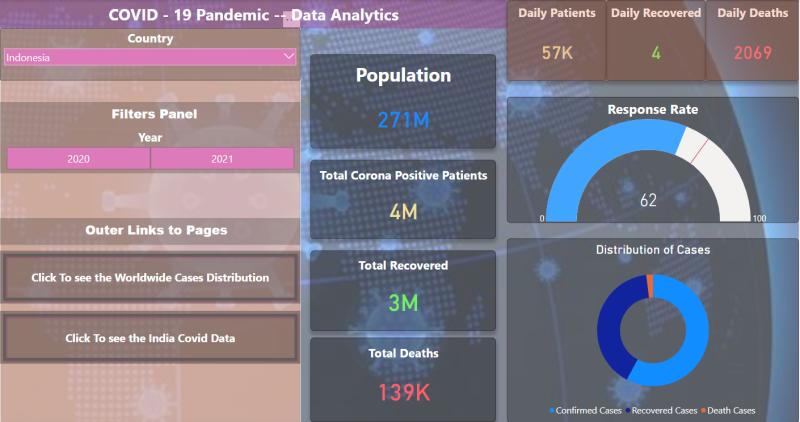 COVID - 19 Pandemic -- Data Analytics
Country
Indonesia
Filters Panel
Year
2020 2021
Outer Links to Pages
Click To see the Worldwide Cases Distribution
Click To see the India Covid Data
Population
271M
Total Corona Positive Patients
4M
Total Recovered
3M
Total Deaths
139K
Daily Patients Daily Recovered Daily Deaths
57K 4 2069
Response Rate
62
0 100
Distribution of Cases
Confirmed Cases Recovered Cases Death Cases